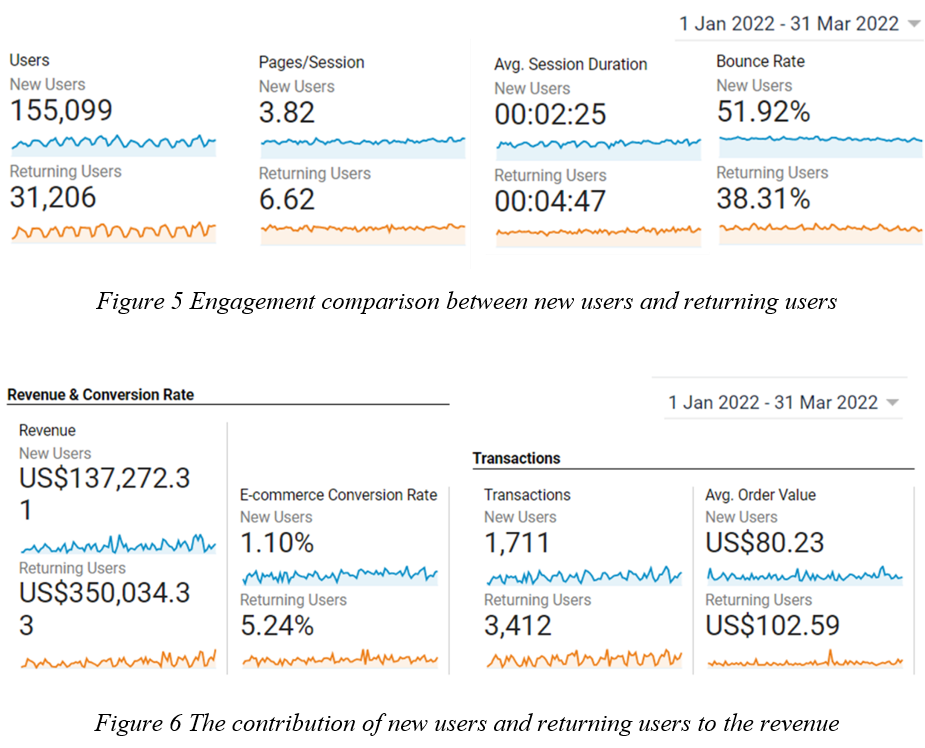 1 Jan 2022 - 31 Mar 2022
Users
New Users
155,099
Returning Users
31,206
Pages/Session
New Users
3.82
Returning Users
6.62
Avg. Session Duration
New Users
00:02:25
Returning Users
00:04:47
Bounce Rate
New Users
51.92%
Returning Users
38.31%
Figure 5 Engagement comparison between new users and returning users
Revenue & Conversion Rate
1 Jan 2022 - 31 Mar 2022
Revenue
New Users
US$137,272.3
1
Returning Users
US$350,034.3
3
E-commerce Conversion Rate
New Users
1.10%
Returning Users
5.24%
Transactions
Transactions
New Users
1,711
Returning Users
3,412
Avg. Order Value
New Users
US$80.23
Returning Users
US$102.59
Figure 6 The contribution of new users and returning users to the revenue